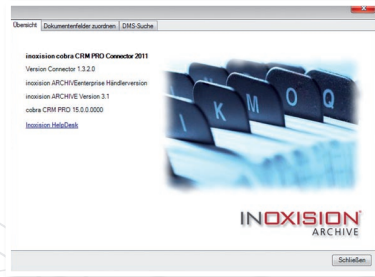 Übersicht Dokumentenfelder zuordnen DMS-Suche
inoxision cobra CRM PRO Connector 2011
Version Connector 1.3.2.0
inoxision ARCHIVEenterprise Händlerversion
inoxision ARCHIVE Version 3.1
cobra CRM PRO 15.0.0.0000
Inoxision HelpDesk
I K M O Q
INOXISION
ARCHIVE
Schließen